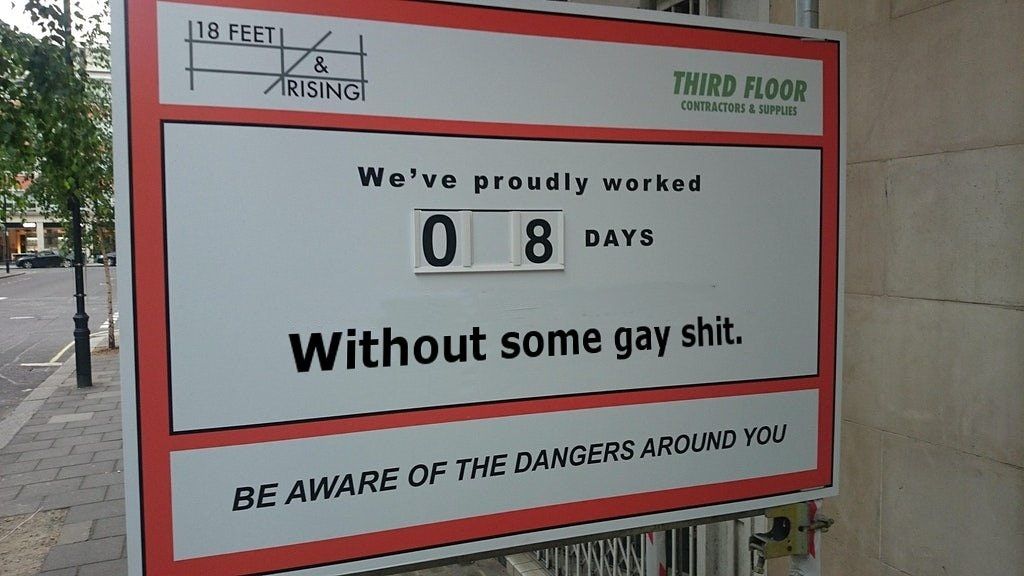 18 FEET
&
RISING
THIRD FLOOR
CONTRACTORS & SUPPLIES
We've proudly worked
0 8 DAYS
Without some gay shit.
BE AWARE OF THE DANGERS AROUND YOU